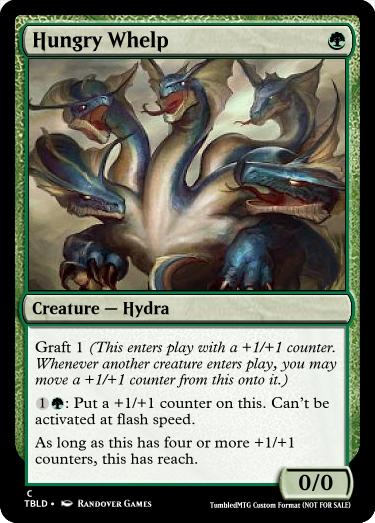 Hungry Whelp
Creature — Hydra
Graft 1 (This enters play with a +1/+1 counter.
Whenever another creature enters play, you may
move a +1/+1 counter from this onto it.)
1 : Put a +1/+1 counter on this. Can't be
activated at flash speed.
As long as this has four or more +1/+1
counters, this has reach.
0/0
C
TBLD • RANDOVER GAMES
TumbledMTG Custom Format (NOT FOR SALE)